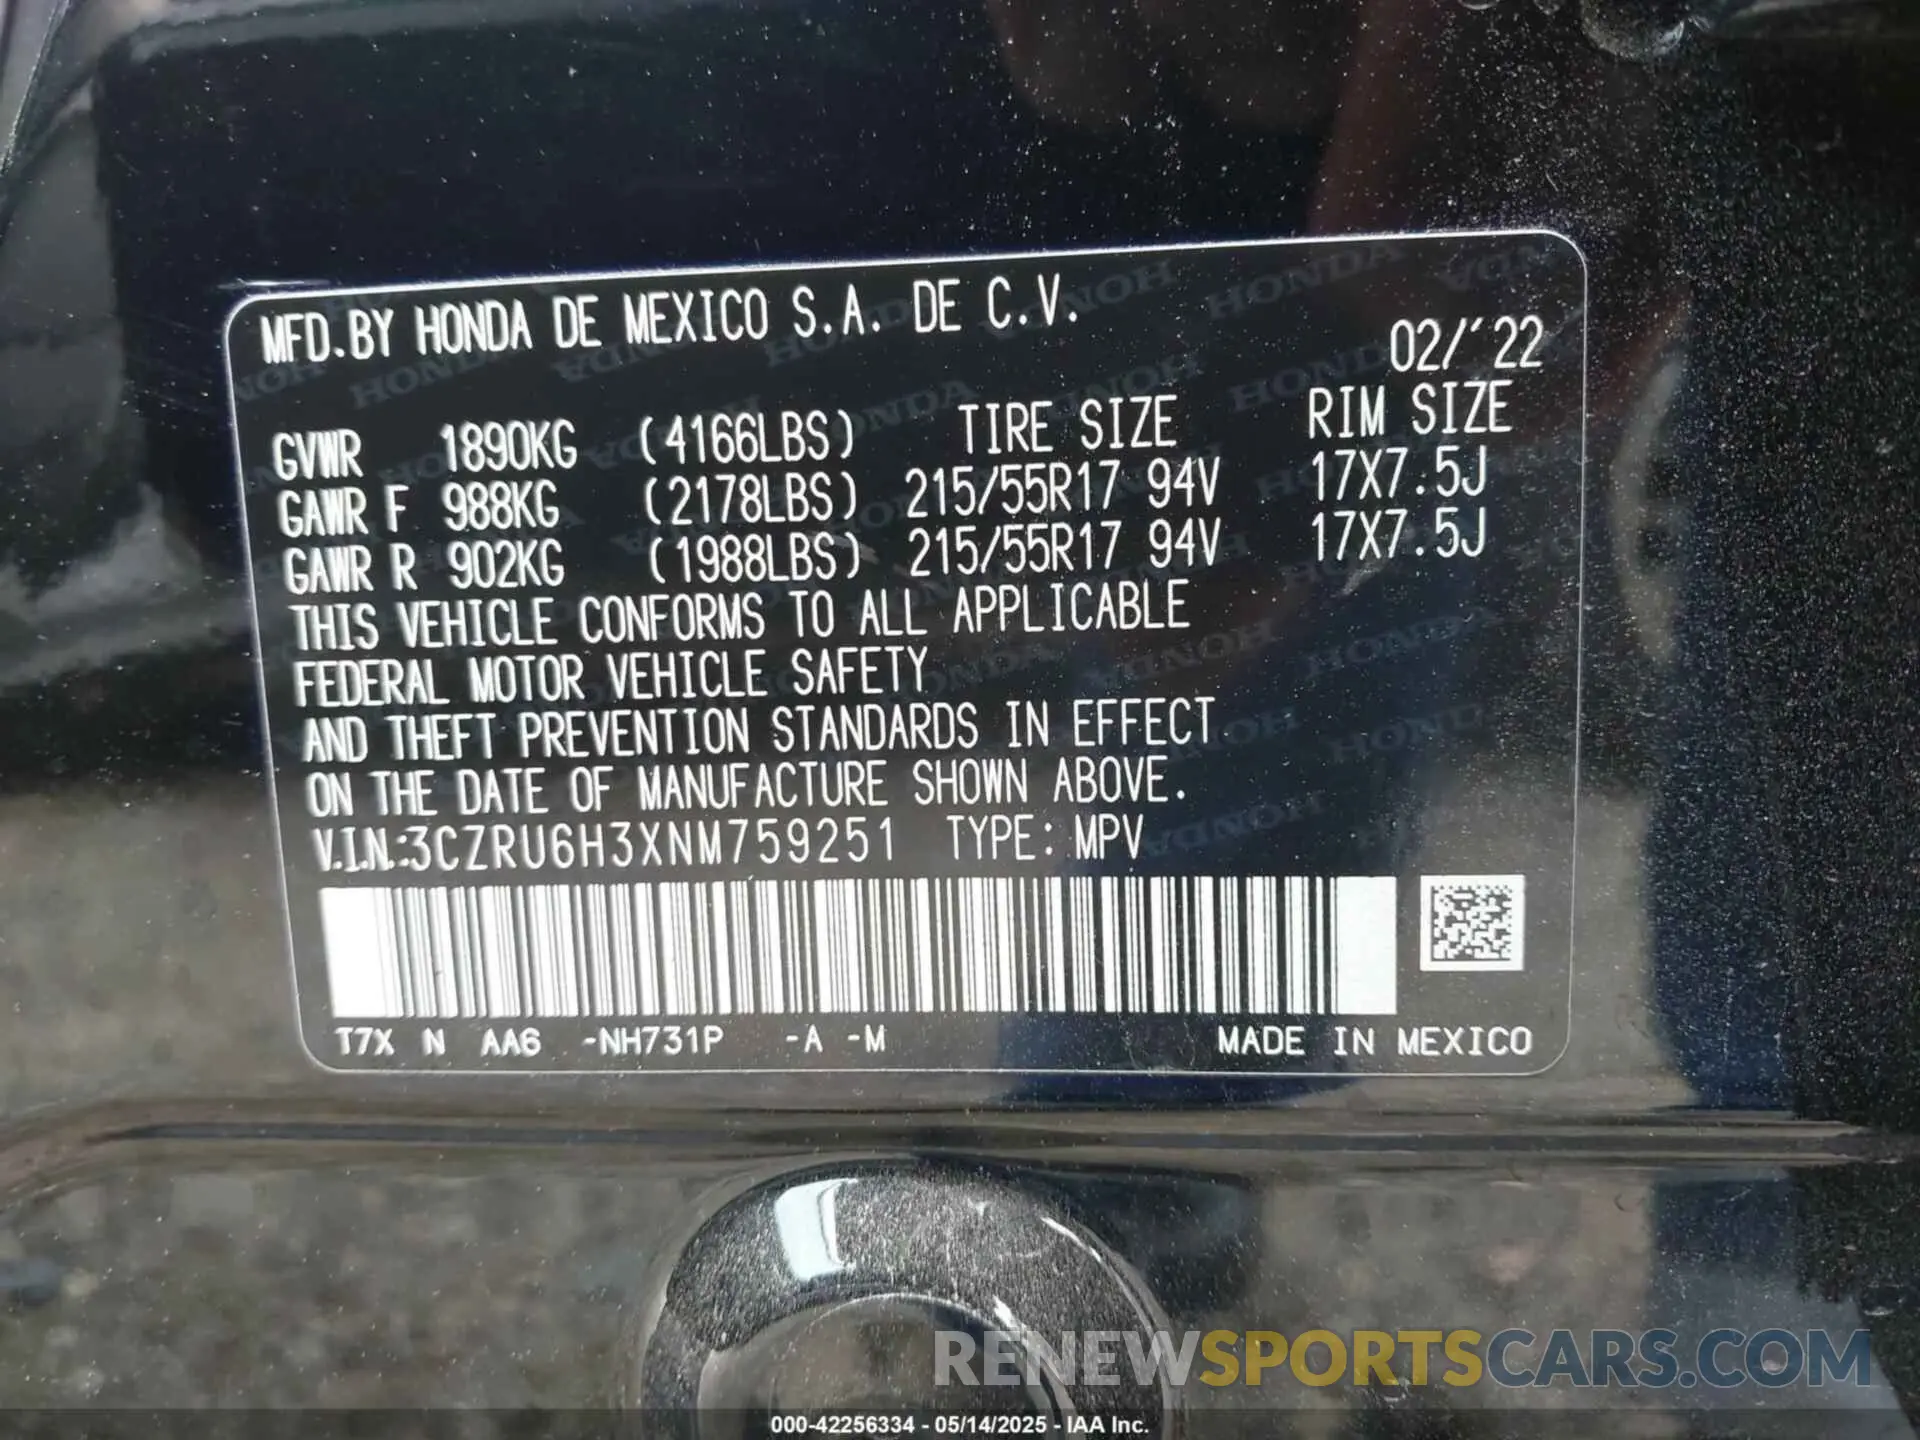 MFD.BY HONDA DE MEXICO S.A. DE C.V.
02/'22
GVWR 1890KG (4166LBS) TIRE SIZE RIM SIZE
GAWR F 988KG (2178LBS) 215/55R17 94V 17X7.5J
GAWR R 902KG (1988LBS) 215/55R17 94V 17X7.5J
THIS VEHICLE CONFORMS TO ALL APPLICABLE
FEDERAL MOTOR VEHICLE SAFETY
AND THEFT PREVENTION STANDARDS IN EFFECT
ON THE DATE OF MANUFACTURE SHOWN ABOVE.
V.I.N.:3CZRU6H3XNM759251 TYPE: MPV
T7X N AA6 -NH731P -A -M MADE IN MEXICO
RENEWSPORTSCARS.COM
000-42256334 - 05/14/2025 - IAA Inc.